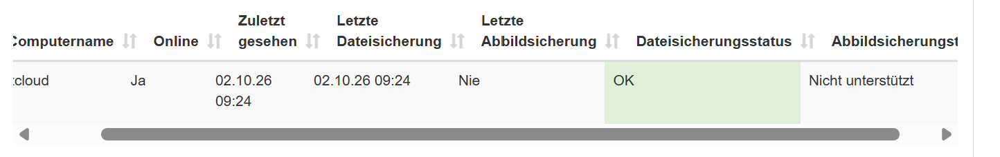 Zuletzt Letzte Letzte
Computername Online gesehen Dateisicherung Abbildsicherung Dateisicherungsstatus Abbildsicherungst
tcloud Ja 02.10.26 02.10.26 09:24 Nie OK Nicht unterstützt
09:24